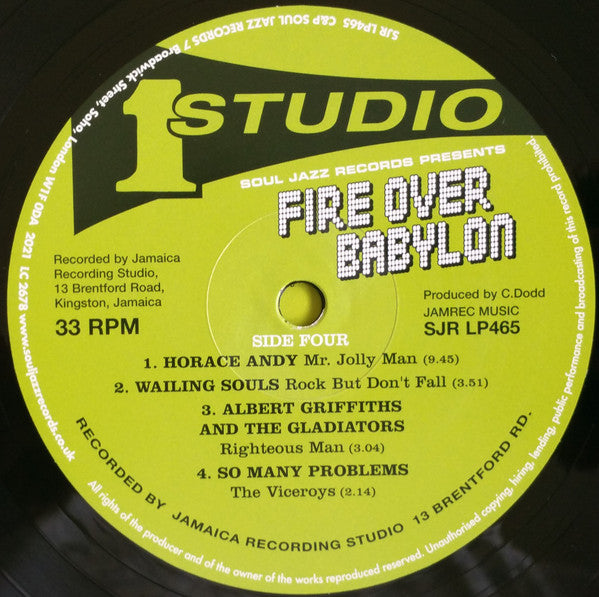 1 STUDIO
SOUL JAZZ RECORDS PRESENTS
FIRE OVER
BABYLON
Recorded by Jamaica
Recording Studio,
13 Brentford Road,
Kingston, Jamaica
33 RPM
Produced by C.Dodd
JAMREC MUSIC
SJR LP465
SIDE FOUR
1. HORACE ANDY Mr. Jolly Man (9.45)
2. WAILING SOULS Rock But Don't Fall (3.51)
3. ALBERT GRIFFITHS
AND THE GLADIATORS
Righteous Man (3.04)
4. SO MANY PROBLEMS
The Viceroys (2.14)
RECORDED BY JAMAICA RECORDING STUDIO 13 BRENTFORD RD.
All rights of the producer and of the owner of the works reproduced reserved. Unauthorised copying, hiring, lending, public performance and broadcasting of this record prohibited.
SJR LP465 C&P SOUL JAZZ RECORDS 7 Broadwick Street, Soho, London W1F 0DA 2021 LC 2678 www.souljazzrecords.co.uk